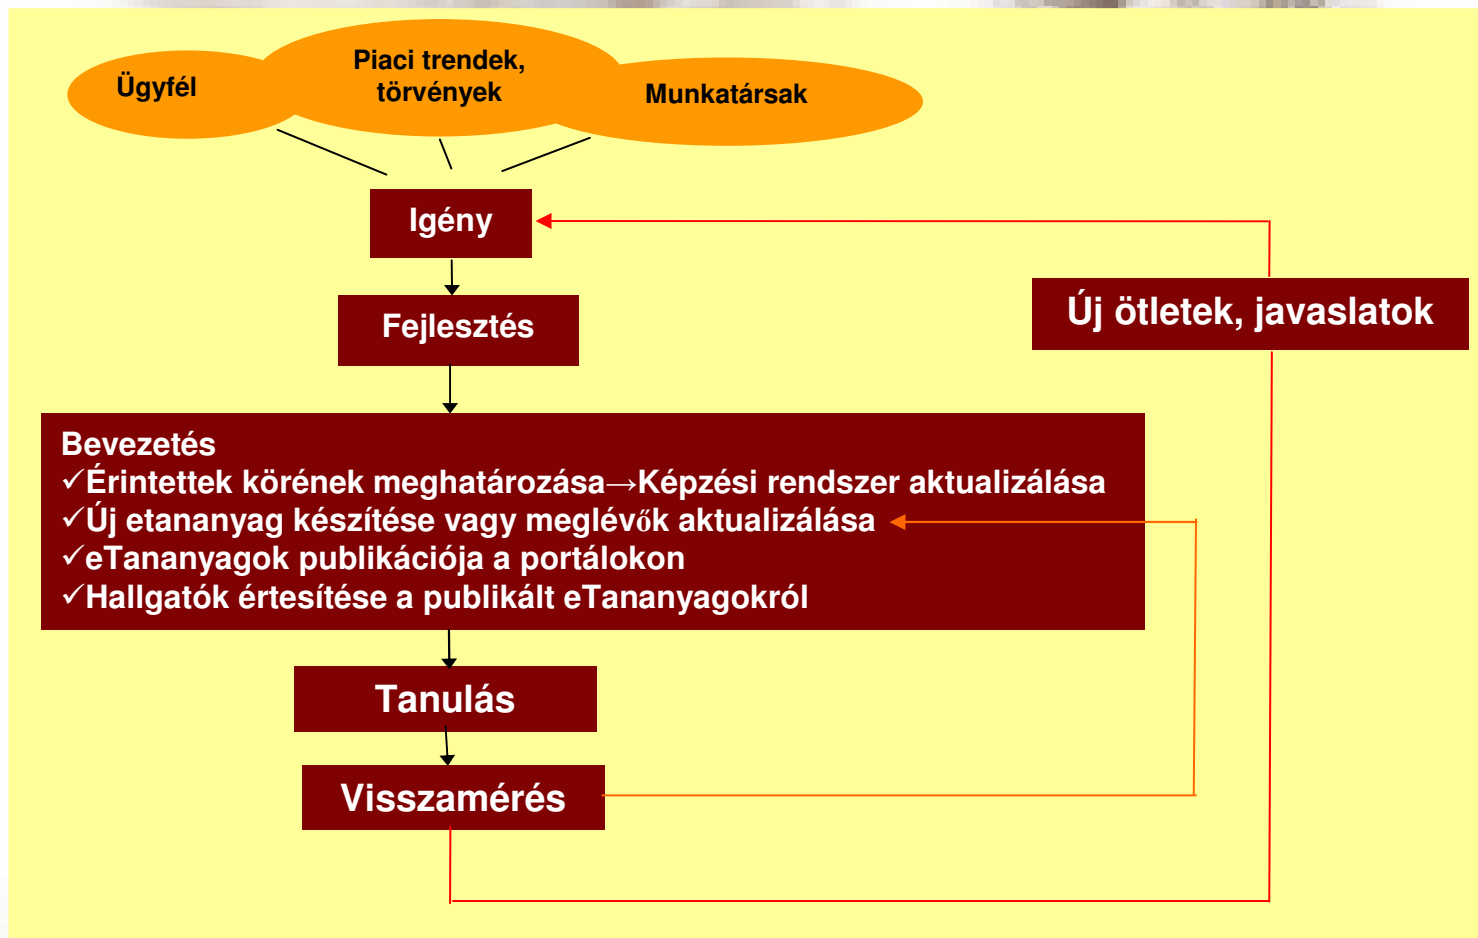 Ügyfél
Piaci trendek,
törvények
Munkatársak
Igény
Fejlesztés
Új ötletek, javaslatok
Bevezetés
✓Érintettek körének meghatározása→Képzési rendszer aktualizálása
✓Új etananyag készítése vagy meglévők aktualizálása
✓eTananyagok publikációja a portálokon
✓Hallgatók értesítése a publikált eTananyagokról
Tanulás
Visszamérés